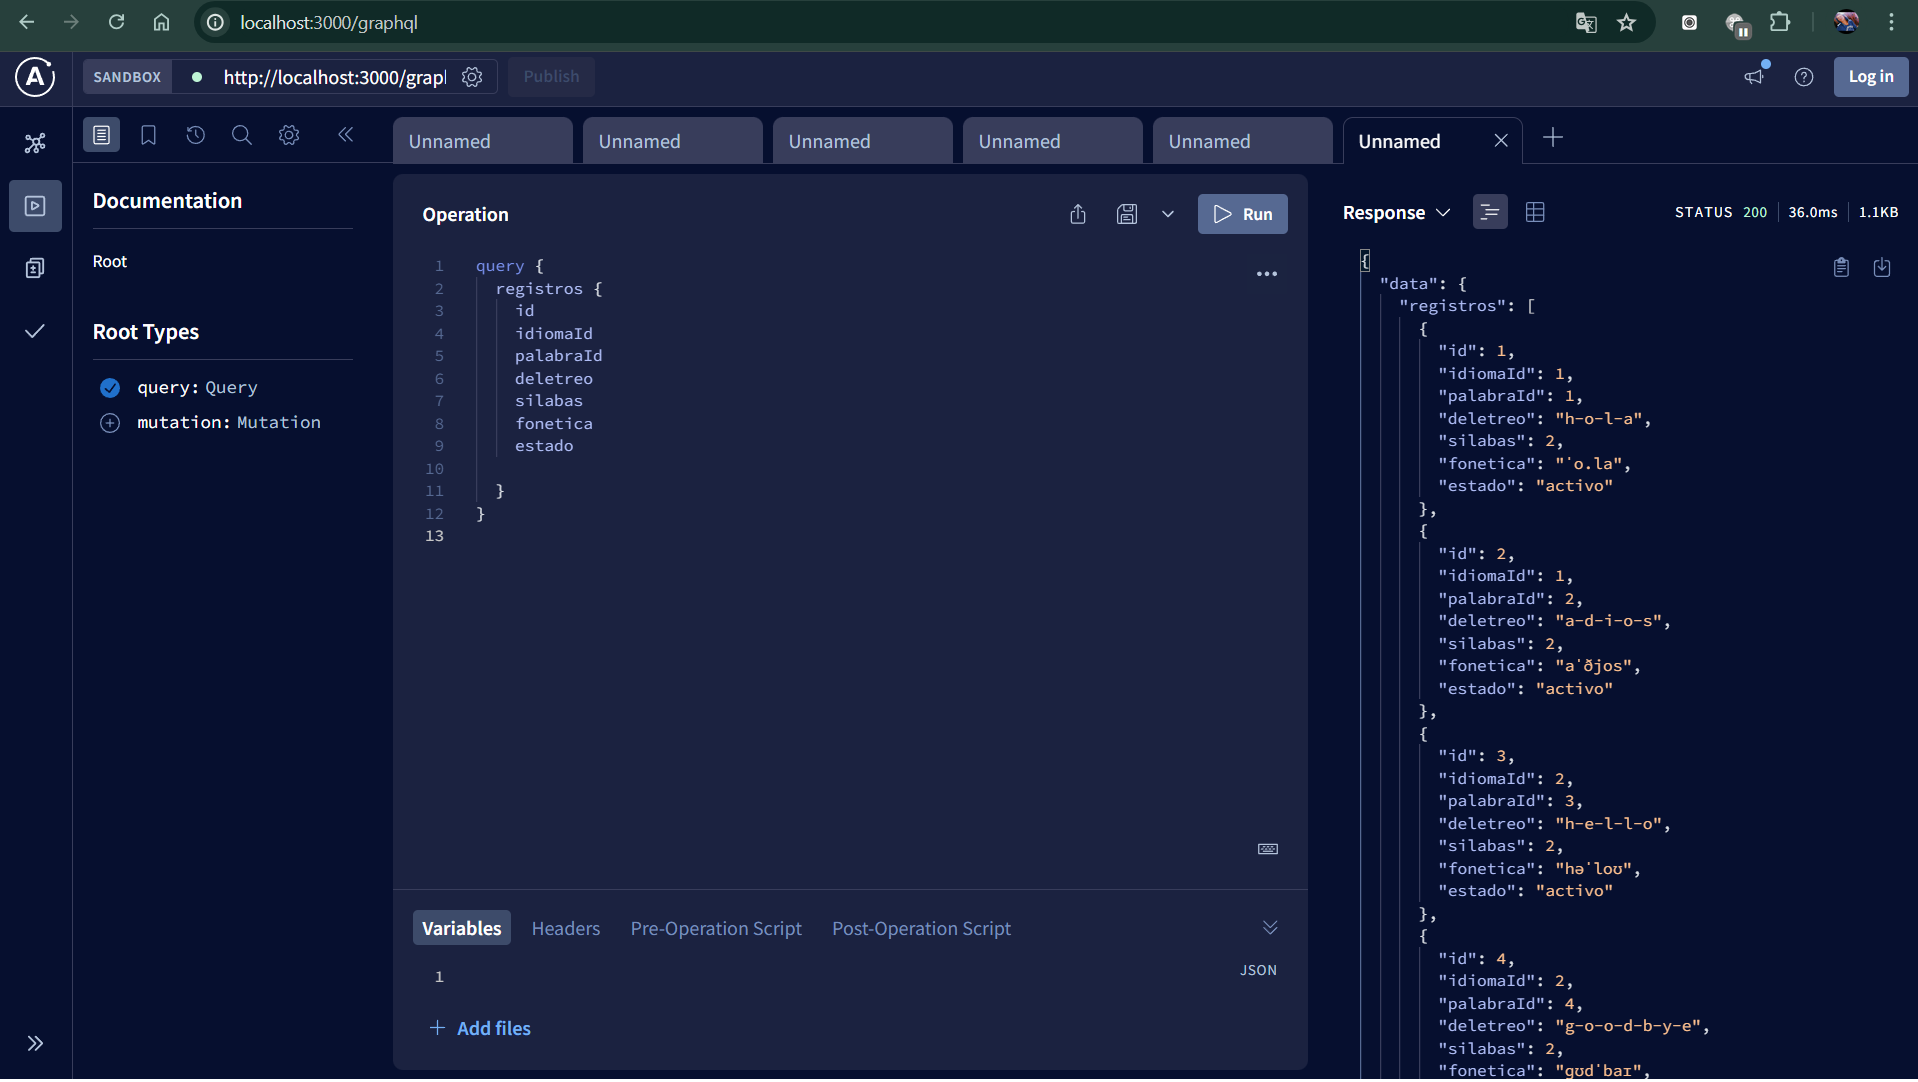 localhost:3000/graphql
SANDBOX
http://localhost:3000/grap
Publish
Log in
Unnamed
Unnamed
Unnamed
Unnamed
Unnamed
Unnamed
Documentation
Root
Root Types
query: Query
mutation: Mutation
Operation
Run
1 query {
2 registros {
3 id
4 idiomaId
5 palabraId
6 deletreo
7 silabas
8 fonetica
9 estado
10
11 }
12 }
13
Variables
Headers
Pre-Operation Script
Post-Operation Script
1
JSON
Add files
Response
STATUS 200
36.0ms
1.1KB
{
"data": {
"registros": [
{
"id": 1,
"idiomaId": 1,
"palabraId": 1,
"deletreo": "h-o-l-a",
"silabas": 2,
"fonetica": "ˈo.la",
"estado": "activo"
},
{
"id": 2,
"idiomaId": 1,
"palabraId": 2,
"deletreo": "a-d-i-o-s",
"silabas": 2,
"fonetica": "aˈðjos",
"estado": "activo"
},
{
"id": 3,
"idiomaId": 2,
"palabraId": 3,
"deletreo": "h-e-l-l-o",
"silabas": 2,
"fonetica": "həˈloʊ",
"estado": "activo"
},
{
"id": 4,
"idiomaId": 2,
"palabraId": 4,
"deletreo": "g-o-o-d-b-y-e",
"silabas": 2,
"fonetica": "ɡʊdˈbaɪ",